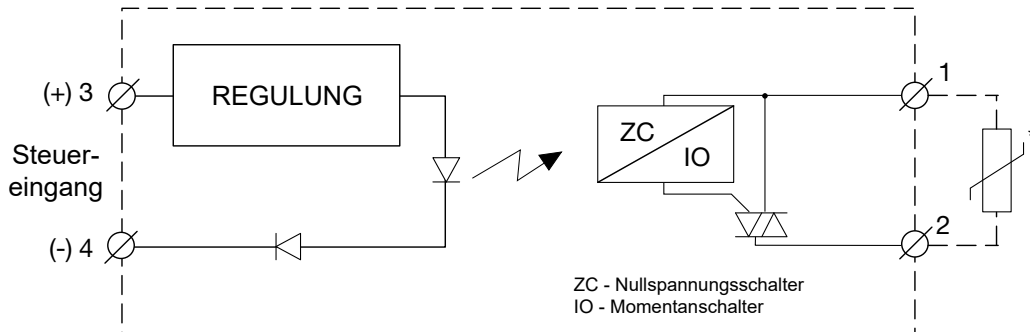 (+) 3
REGULUNG
Steuer-
eingang
(-) 4
ZC
IO
1
2
*
ZC - Nullspannungsschalter
IO - Momentanschalter